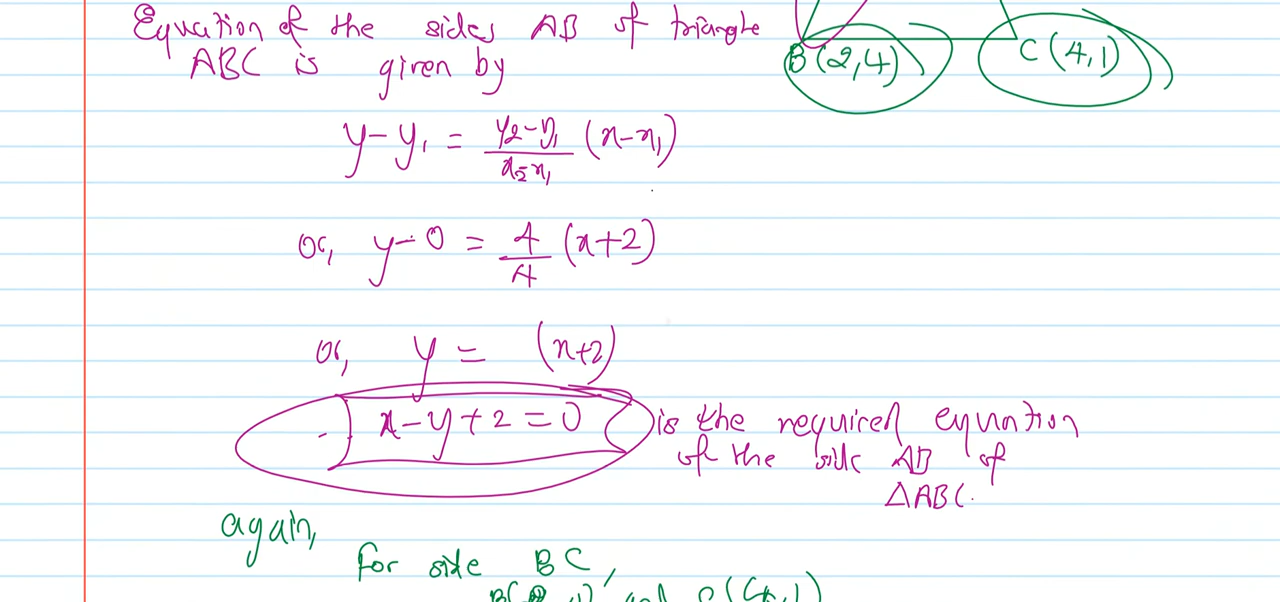 Equation of the sides AB of triangle
ABC is given by
B(2,4)
C(4,1)
y-y₁ = y₂-y₁/x₂-x₁ (x-x₁)
or, y-0 = 4/4 (x+2)
or, y = (x+2)
x-y+2=0 is the required equation
of the side AB of
△ABC.
again,
for side BC,